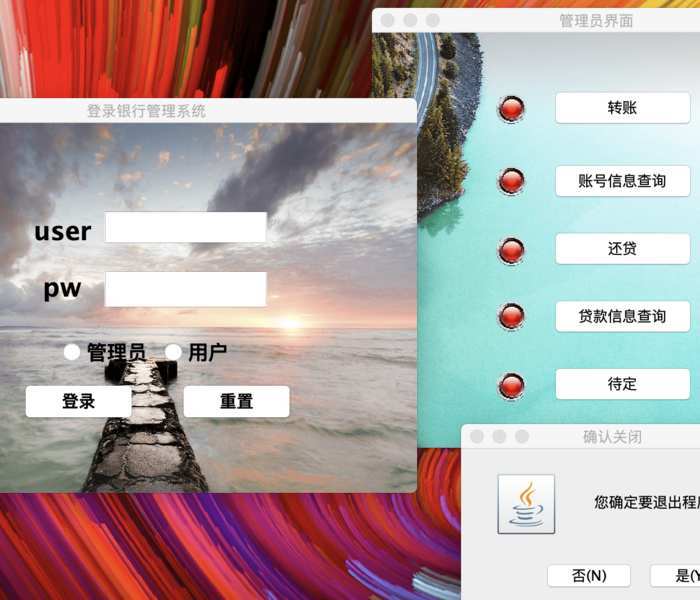 管理员界面
登录银行管理系统
转账
账号信息查询
user
还贷
pw
贷款信息查询
管理员 用户
待定
登录 重置
确认关闭
您确定要退出程
否(N) 是(Y